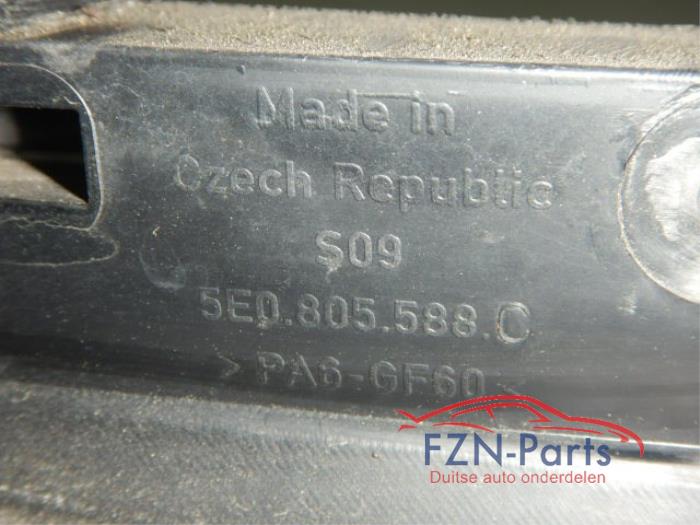 Made in
Czech Republic
S09
5E0.805.588.C
>PA6-GF60<
FZN-Parts
Duitse auto onderdelen